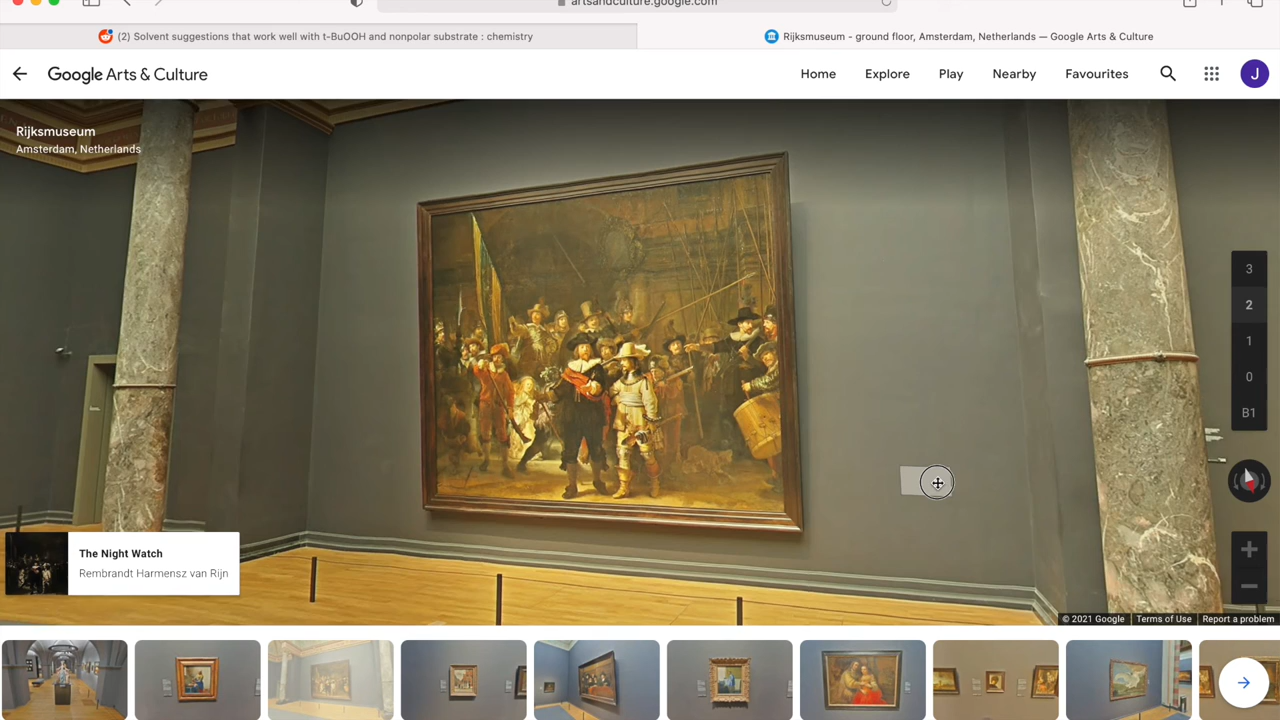 artsandculture.google.com
(2) Solvent suggestions that work well with t-BuOOH and nonpolar substrate : chemistry
Rijksmuseum - ground floor, Amsterdam, Netherlands — Google Arts & Culture
Google Arts & Culture
Home
Explore
Play
Nearby
Favourites
J
Rijksmuseum
Amsterdam, Netherlands
3
2
1
0
B1
The Night Watch
Rembrandt Harmensz van Rijn
© 2021 Google
Terms of Use
Report a problem